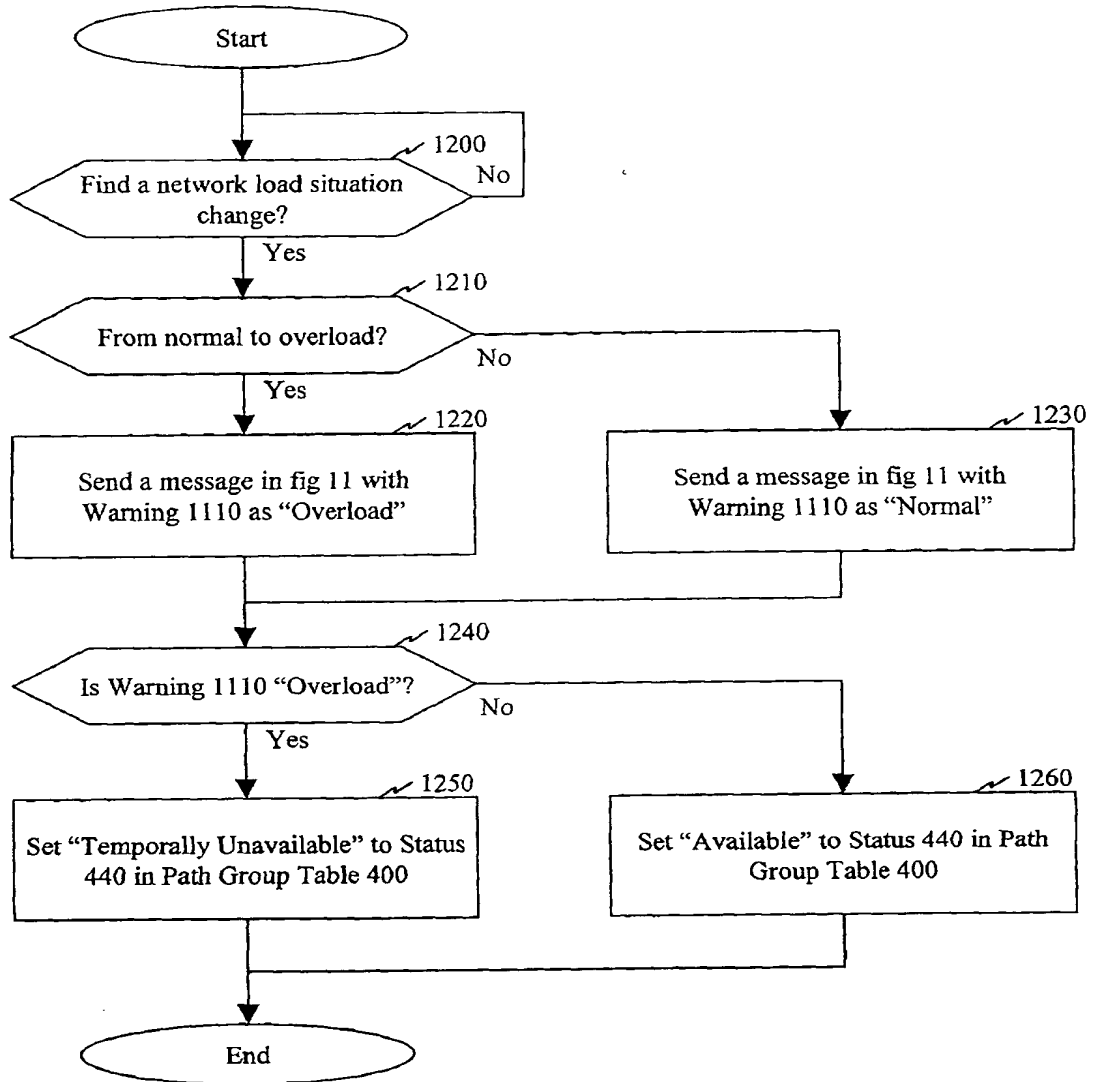 Start
1200
Find a network load situation
change?
No
Yes
1210
From normal to overload?
No
Yes
1220
1230
Send a message in fig 11 with
Warning 1110 as “Overload”
Send a message in fig 11 with
Warning 1110 as “Normal”
1240
Is Warning 1110 “Overload”?
No
Yes
1250
1260
Set “Temporally Unavailable” to Status
440 in Path Group Table 400
Set “Available” to Status 440 in Path
Group Table 400
End